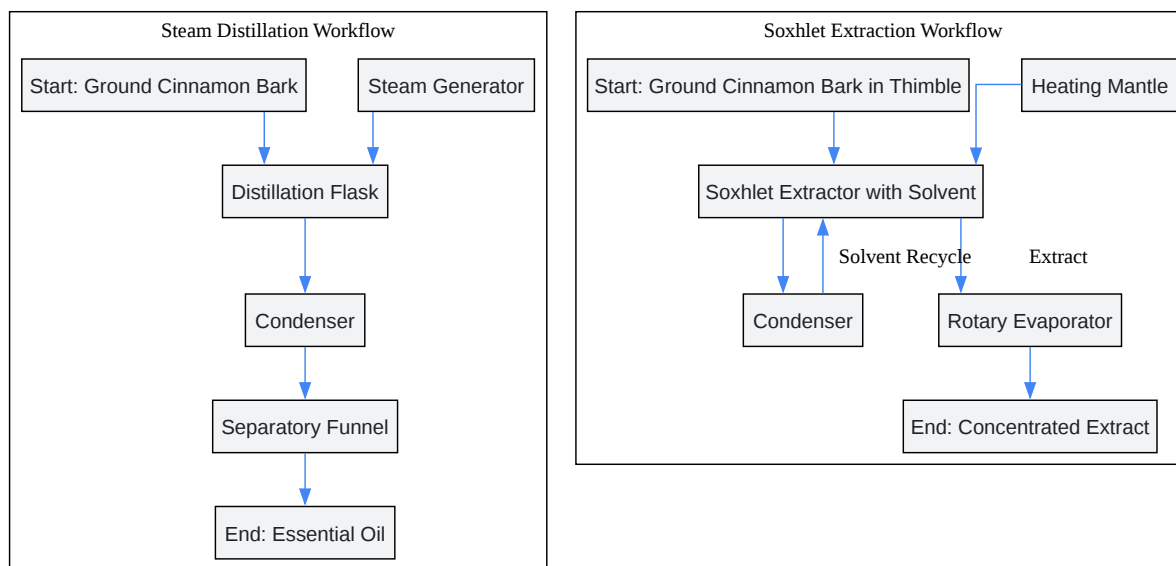 Steam Distillation Workflow
Start: Ground Cinnamon Bark
Steam Generator
Distillation Flask
Condenser
Separatory Funnel
End: Essential Oil
Soxhlet Extraction Workflow
Start: Ground Cinnamon Bark in Thimble
Heating Mantle
Soxhlet Extractor with Solvent
Solvent Recycle
Extract
Condenser
Rotary Evaporator
End: Concentrated Extract